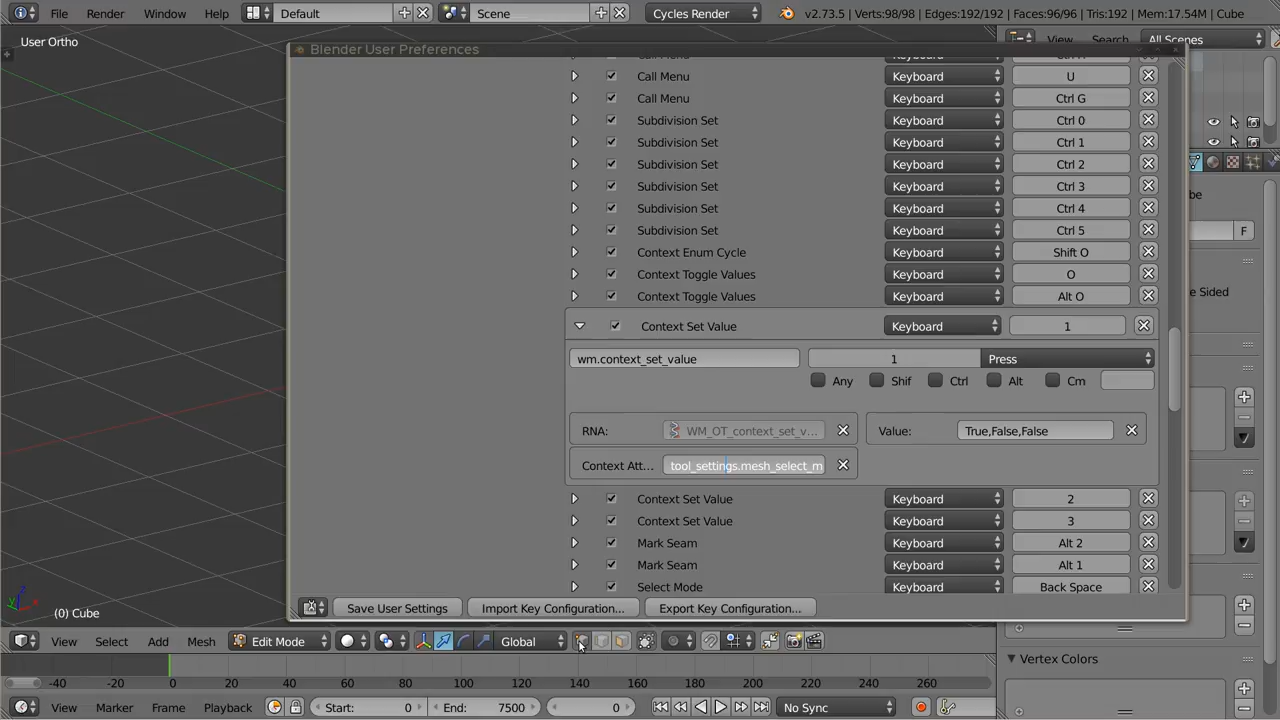 File Render Window Help Default Scene Cycles Render v2.73.5 | Verts:98/98 | Edges:192/192 | Faces:96/96 | Tris:192 | Mem:17.54M | Cube
User Ortho
View Search All Scenes
Blender User Preferences
Call Menu Keyboard U
Call Menu Keyboard Ctrl G
Subdivision Set Keyboard Ctrl 0
Subdivision Set Keyboard Ctrl 1
Subdivision Set Keyboard Ctrl 2
Subdivision Set Keyboard Ctrl 3
Subdivision Set Keyboard Ctrl 4
Subdivision Set Keyboard Ctrl 5
Context Enum Cycle Keyboard Shift O
Context Toggle Values Keyboard O
Context Toggle Values Keyboard Alt O
Context Set Value Keyboard 1
wm.context_set_value 1 Press
Any Shif Ctrl Alt Cm
RNA: WM_OT_context_set_v... Value: True,False,False
Context Att... tool_settings.mesh_select_m
Context Set Value Keyboard 2
Context Set Value Keyboard 3
Mark Seam Keyboard Alt 2
Mark Seam Keyboard Alt 1
Select Mode Keyboard Back Space
Save User Settings Import Key Configuration... Export Key Configuration...
be
F
e Sided
Vertex Colors
(0) Cube
View Select Add Mesh Edit Mode Global
-40 -20 0 20 40 60 80 100 120 140 160 180 200 220 240 260
View Marker Frame Playback Start: 0 End: 7500 0 No Sync